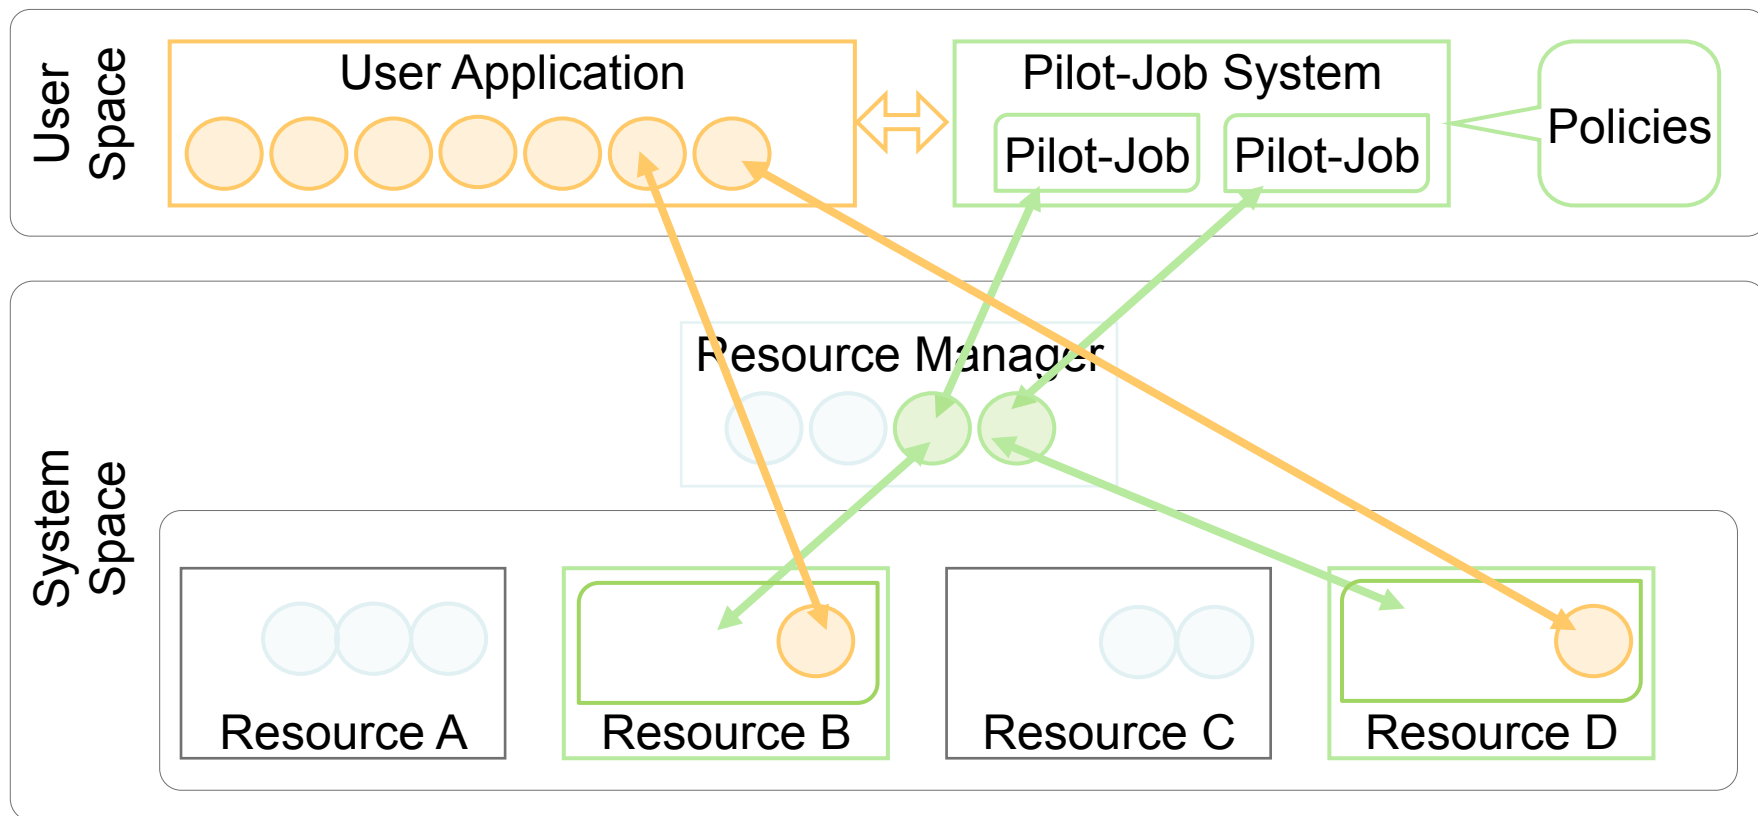 User
Space
User Application
Pilot-Job System
Pilot-Job
Pilot-Job
Policies
System
Space
Resource Manager
Resource A
Resource B
Resource C
Resource D